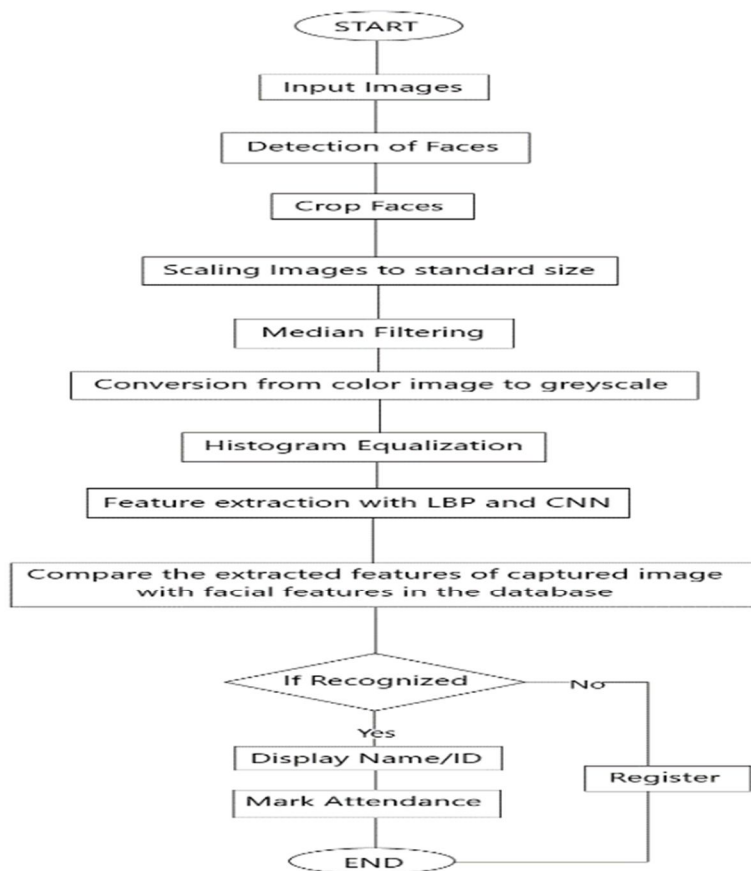 START
Input Images
Detection of Faces
Crop Faces
Scaling Images to standard size
Median Filtering
Conversion from color image to greyscale
Histogram Equalization
Feature extraction with LBP and CNN
Compare the extracted features of captured image
with facial features in the database
If Recognized
No
Yes
Display Name/ID
Register
Mark Attendance
END